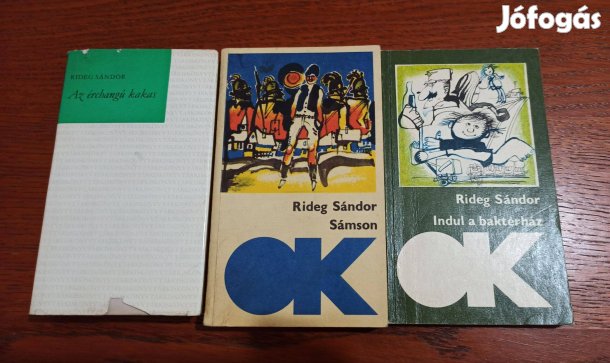 Jófogás
RIDEG SÁNDOR
Az érchangú kakas
Rideg Sándor
Sámson
OK
Rideg Sándor
Indul a bakterház
OK